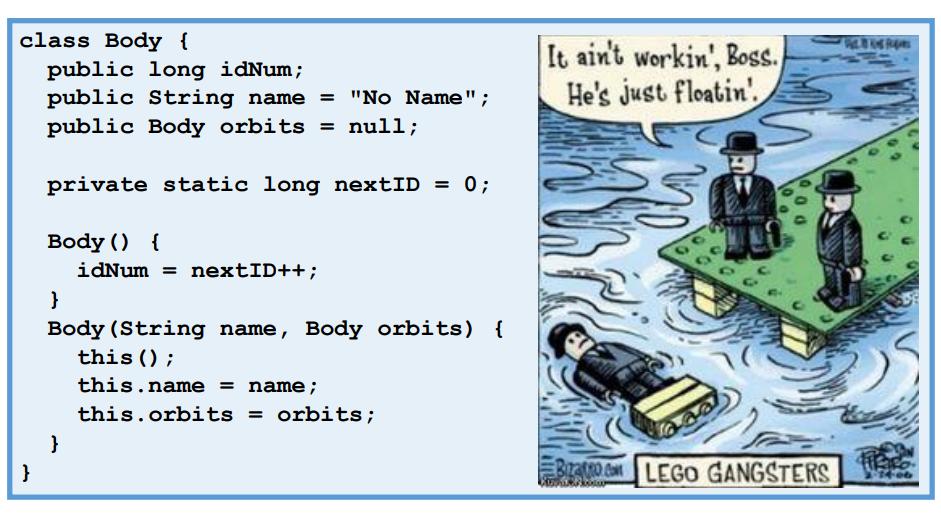 class Body {
public long idNum;
public String name = "No Name";
public Body orbits = null;
private static long nextID = 0;
Body() {
idNum = nextID++;
}
Body(String name, Body orbits) {
this();
this.name = name;
this.orbits = orbits;
}
}
It ain't workin', Boss.
He's just floatin'.
BIZARRO.COM
LEGO GANGSTERS